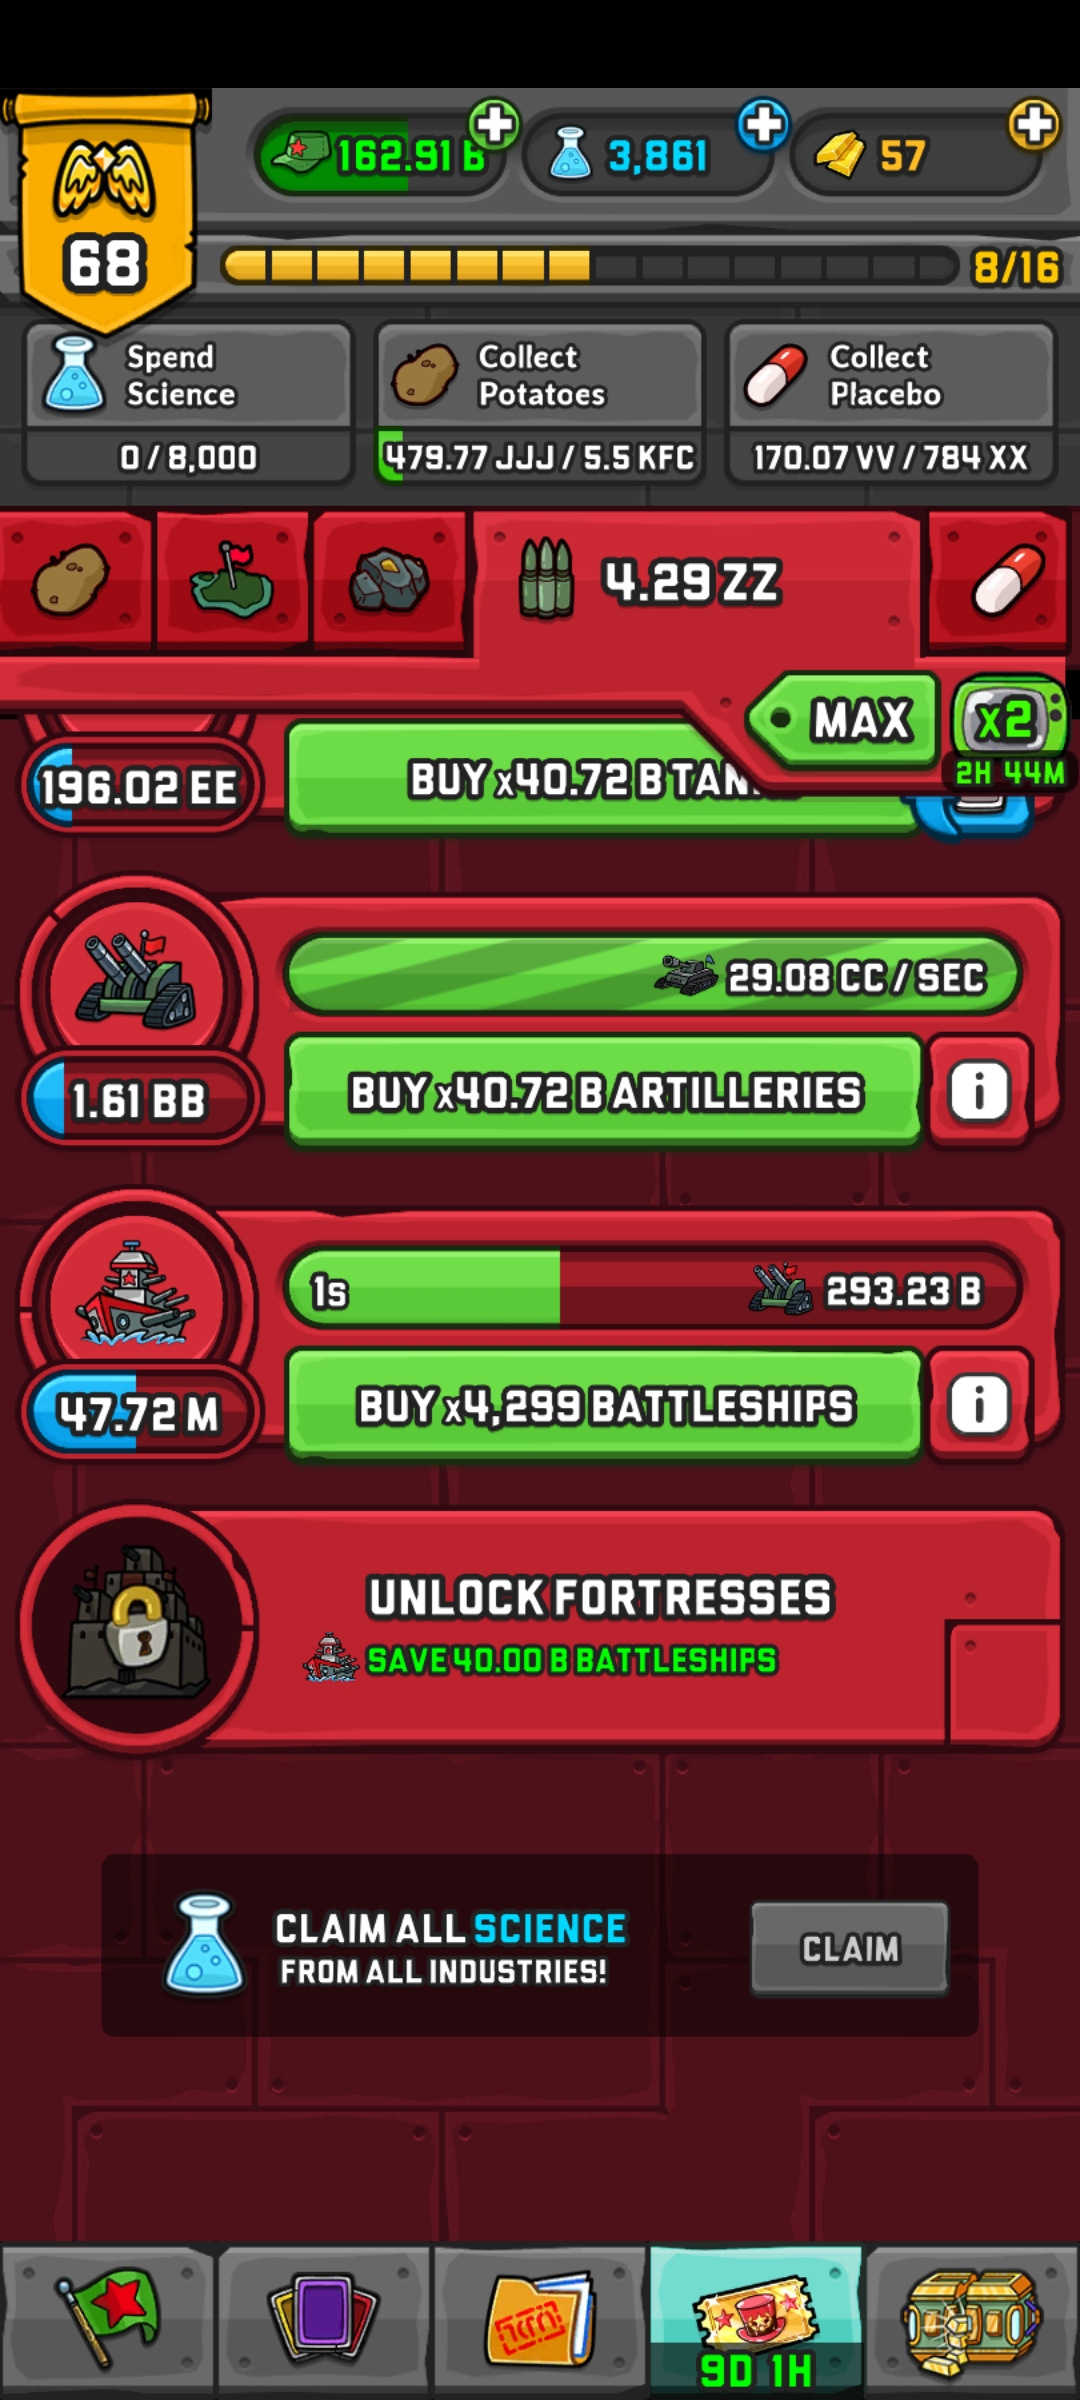 162.91 B
3,861
57
68
8/16
Spend
Science
0 / 8,000
Collect
Potatoes
479.77 JJJ / 5.5 KFC
Collect
Placebo
170.07 VV / 784 XX
4.29 ZZ
MAX
x2
2H 44M
196.02 EE
BUY x40.72 B TAN
29.08 CC / SEC
1.61 BB
BUY x40.72 B ARTILLERIES
i
1s
293.23 B
47.72 M
BUY x4,299 BATTLESHIPS
i
UNLOCK FORTRESSES
SAVE 40.00 B BATTLESHIPS
CLAIM ALL SCIENCE
FROM ALL INDUSTRIES!
CLAIM
9D 1H